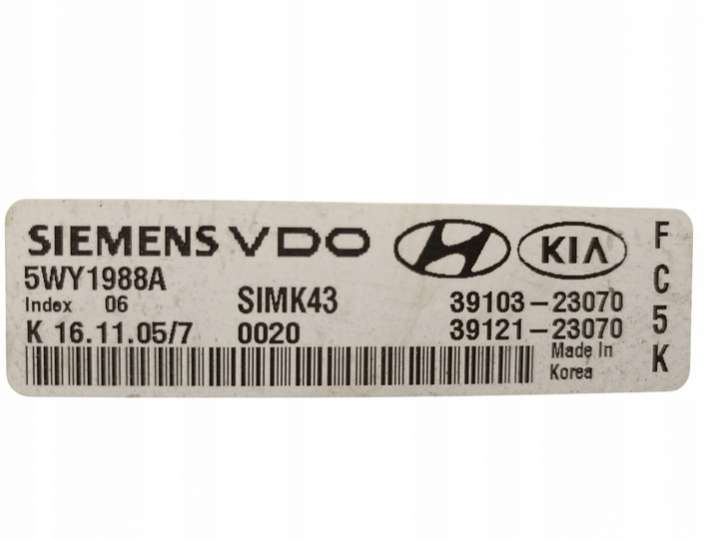 SIEMENS VDO KIA
5WY1988A
Index 06 SIMK43 39103-23070
K 16.11.05/7 0020 39121-23070
Made In
Korea
F
C
5
K